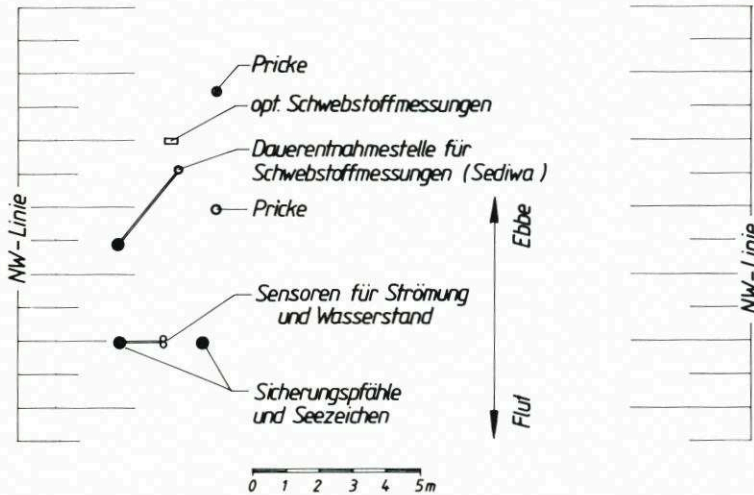 Pricke
opt. Schwebstoffmessungen
Dauerentnahmestelle für
Schwebstoffmessungen (Sediwa)
Pricke
NW-Linie
Ebbe
NW-Linie
Sensoren für Strömung
und Wasserstand
Sicherungspfähle
und Seezeichen
Flut
0 1 2 3 4 5m